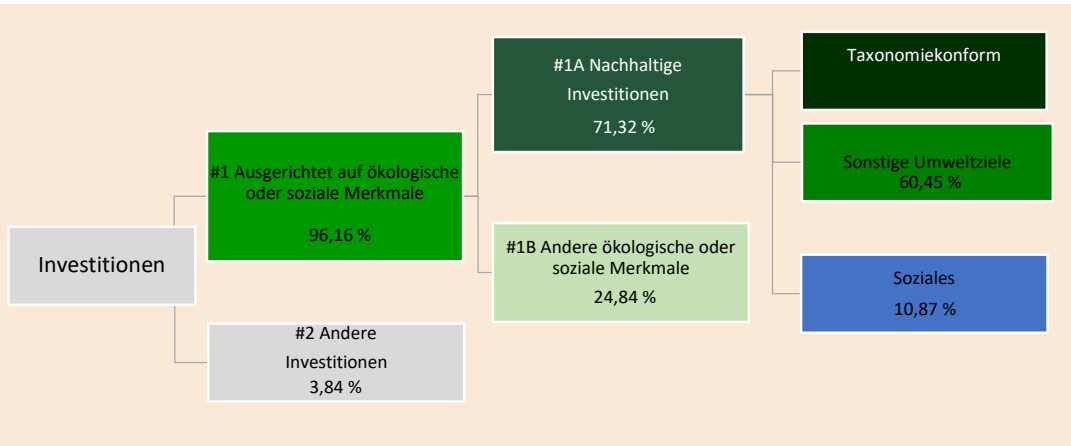 Investitionen
#1 Ausgerichtet auf ökologische
oder soziale Merkmale
96,16 %
#2 Andere
Investitionen
3,84 %
#1A Nachhaltige
Investitionen
71,32 %
#1B Andere ökologische oder
soziale Merkmale
24,84 %
Taxonomiekonform
Sonstige Umweltziele
60,45 %
Soziales
10,87 %